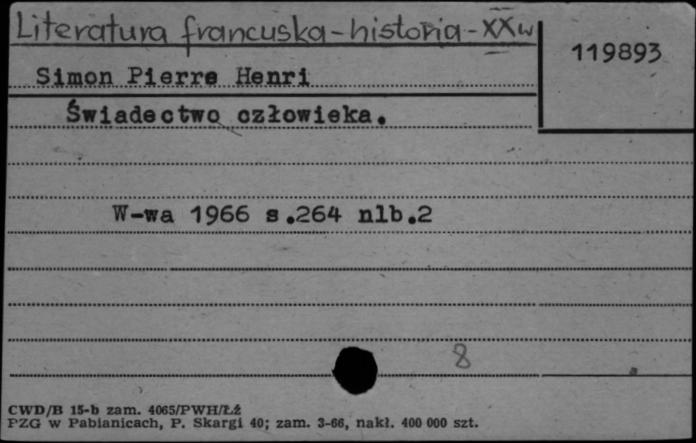 Literatura francuska - historia - XX w
119893
Simon Pierre Henri
Świadectwo człowieka.
W-wa 1966 s.264 nlb.2
8
CWD/B 15-b zam. 4065/PWH/Łź
PZG w Pabianicach, P. Skargi 40; zam. 3-66, nakł. 400 000 szt.